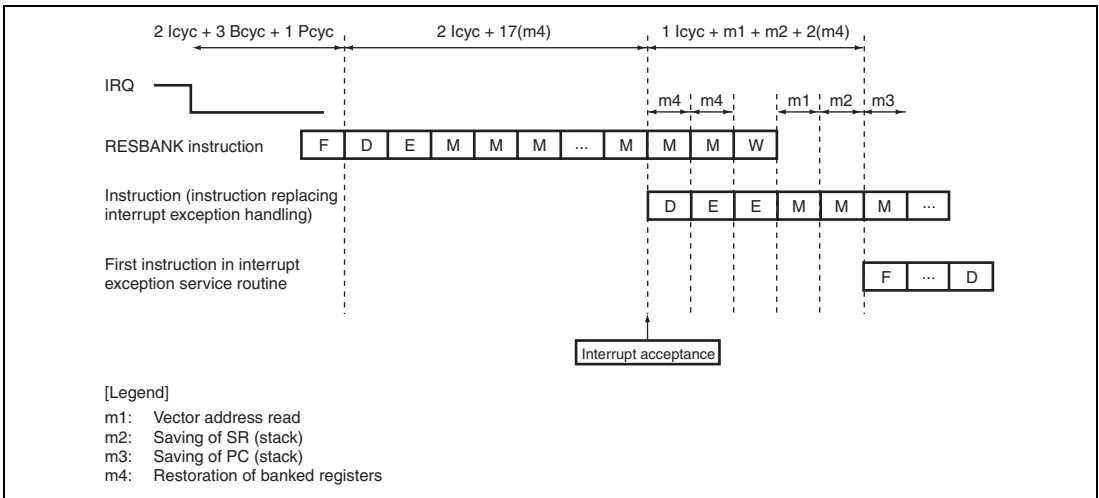 2 Icyc + 3 Bcyc + 1 Pcyc 2 Icyc + 17(m4) 1 Icyc + m1 + m2 + 2(m4)
IRQ
m4 m4 m1 m2 m3
RESBANK instruction F D E M M M ... M M M W
Instruction (instruction replacing
interrupt exception handling) D E E M M M ...
First instruction in interrupt
exception service routine F ... D
Interrupt acceptance
[Legend]
m1: Vector address read
m2: Saving of SR (stack)
m3: Saving of PC (stack)
m4: Restoration of banked registers